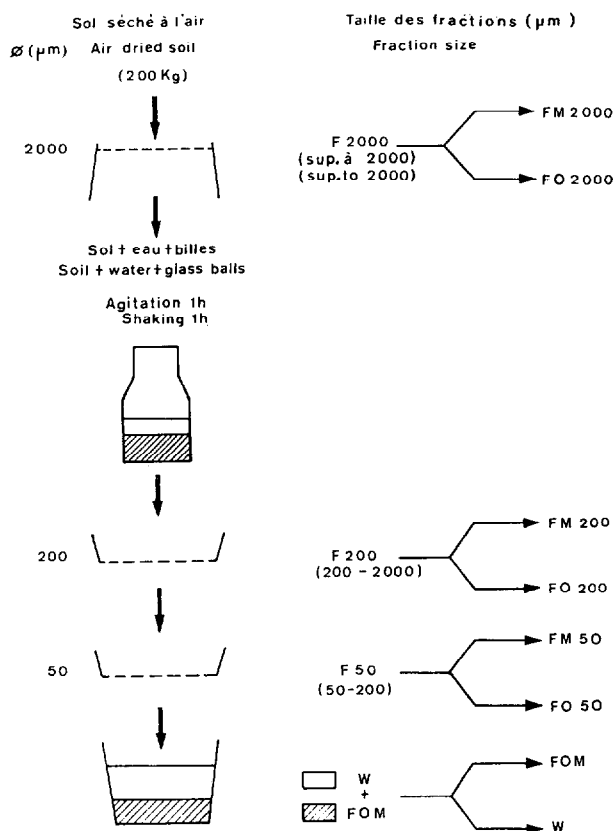 Sol séché à l'air
Taille des fractions (µm)
Ø (µm)
Air dried soil
Fraction size
(200 Kg)
FM 2000
2000
F 2000
(sup. à 2000)
(sup. to 2000)
FO 2000
Sol + eau + billes
Soil + water + glass balls
Agitation 1h
Shaking 1h
FM 200
200
F 200
(200 - 2000)
FO 200
FM 50
50
F 50
(50-200)
FO 50
FOM
W
+
FOM
W